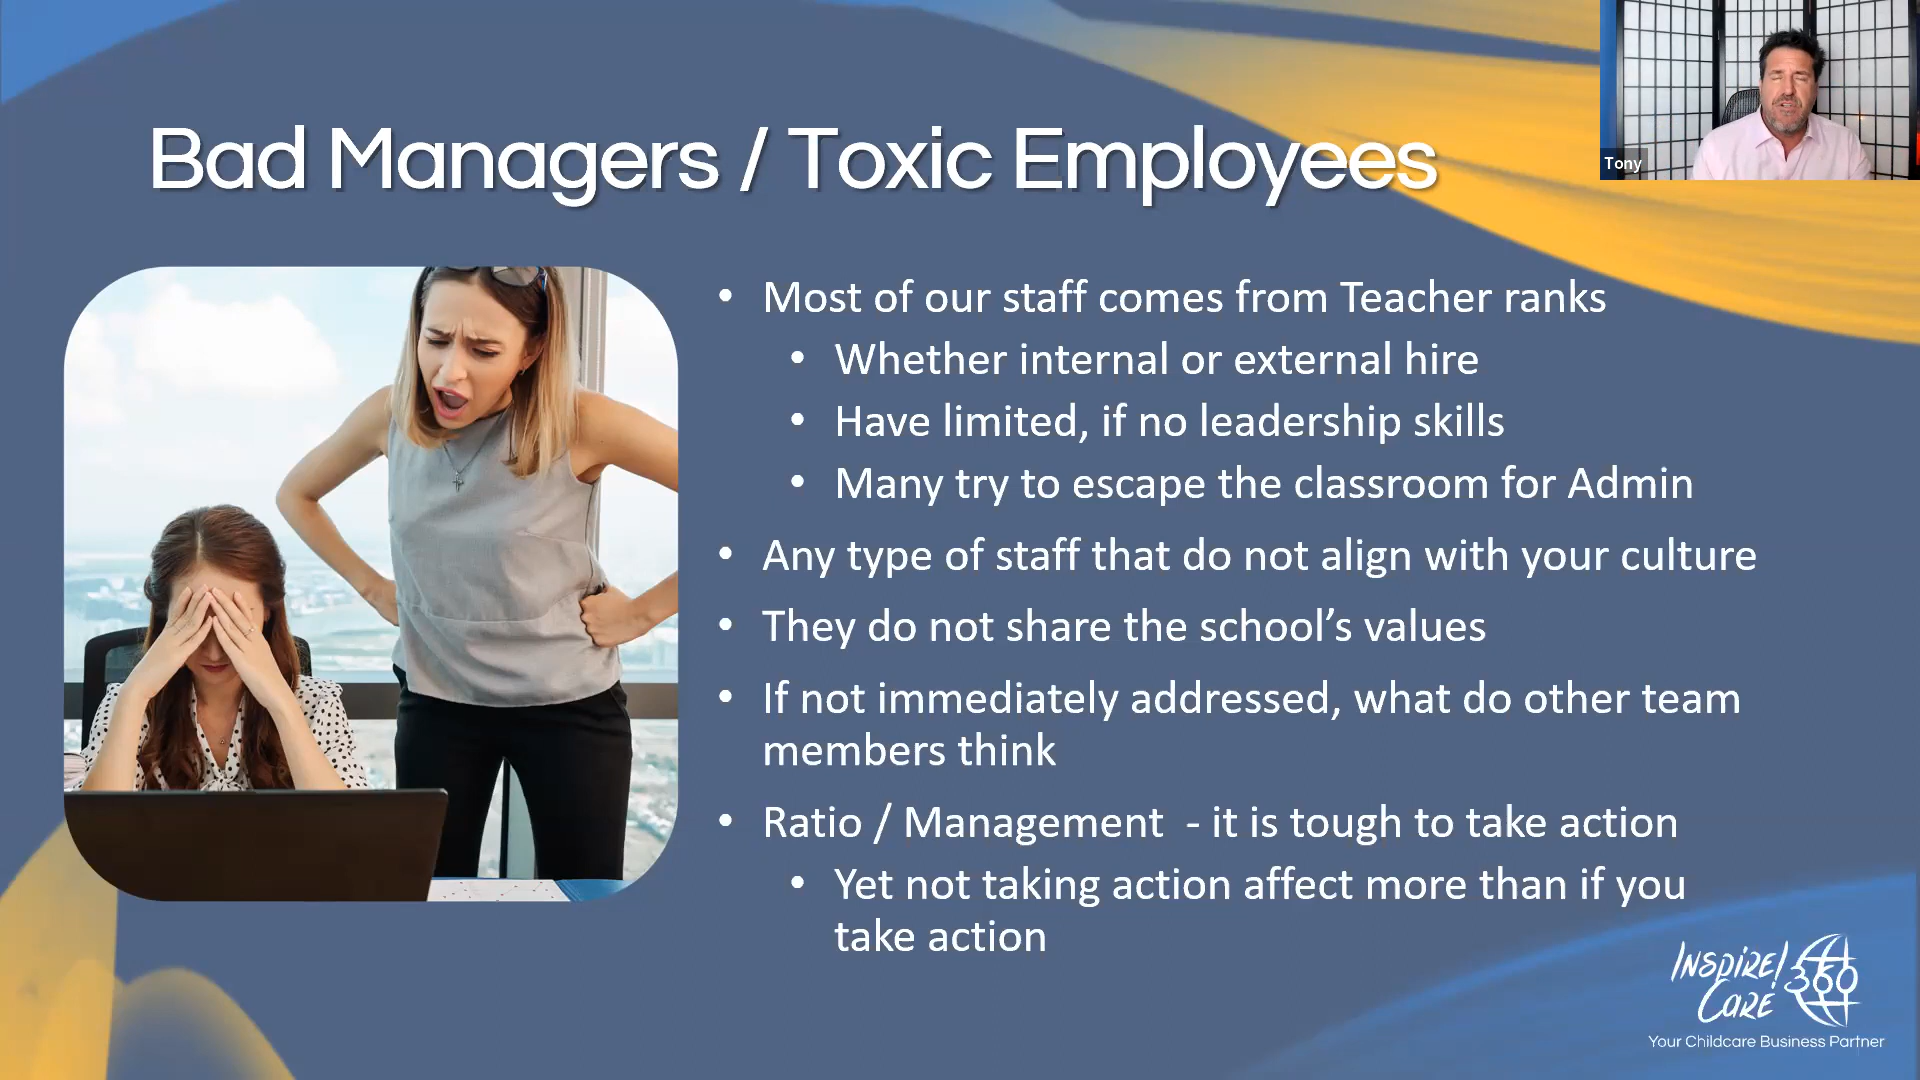 Tony
Bad Managers / Toxic Employees
• Most of our staff comes from Teacher ranks
• Whether internal or external hire
• Have limited, if no leadership skills
• Many try to escape the classroom for Admin
• Any type of staff that do not align with your culture
• They do not share the school’s values
• If not immediately addressed, what do other team
members think
• Ratio / Management  - it is tough to take action
• Yet not taking action affect more than if you
take action
INSPIRE!
CARE 360
Your Childcare Business Partner